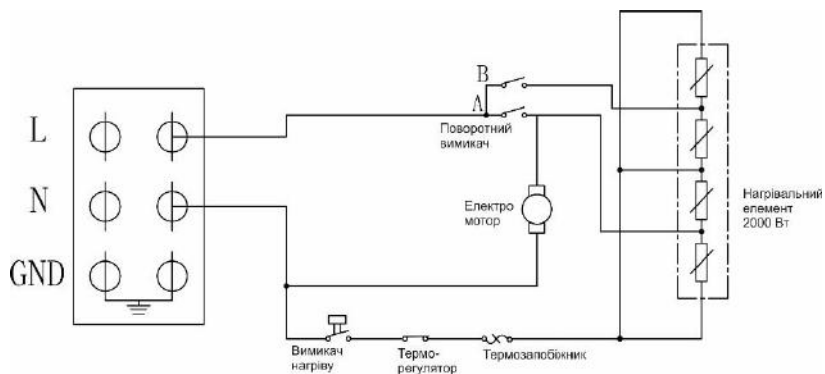 L
N
GND
B
A
Поворотний
вимикач
Електро
мотор
Нагрівальний
елемент
2000 Вт
Вимикач
нагріву
Термо-
регулятор
Термозапобіжник